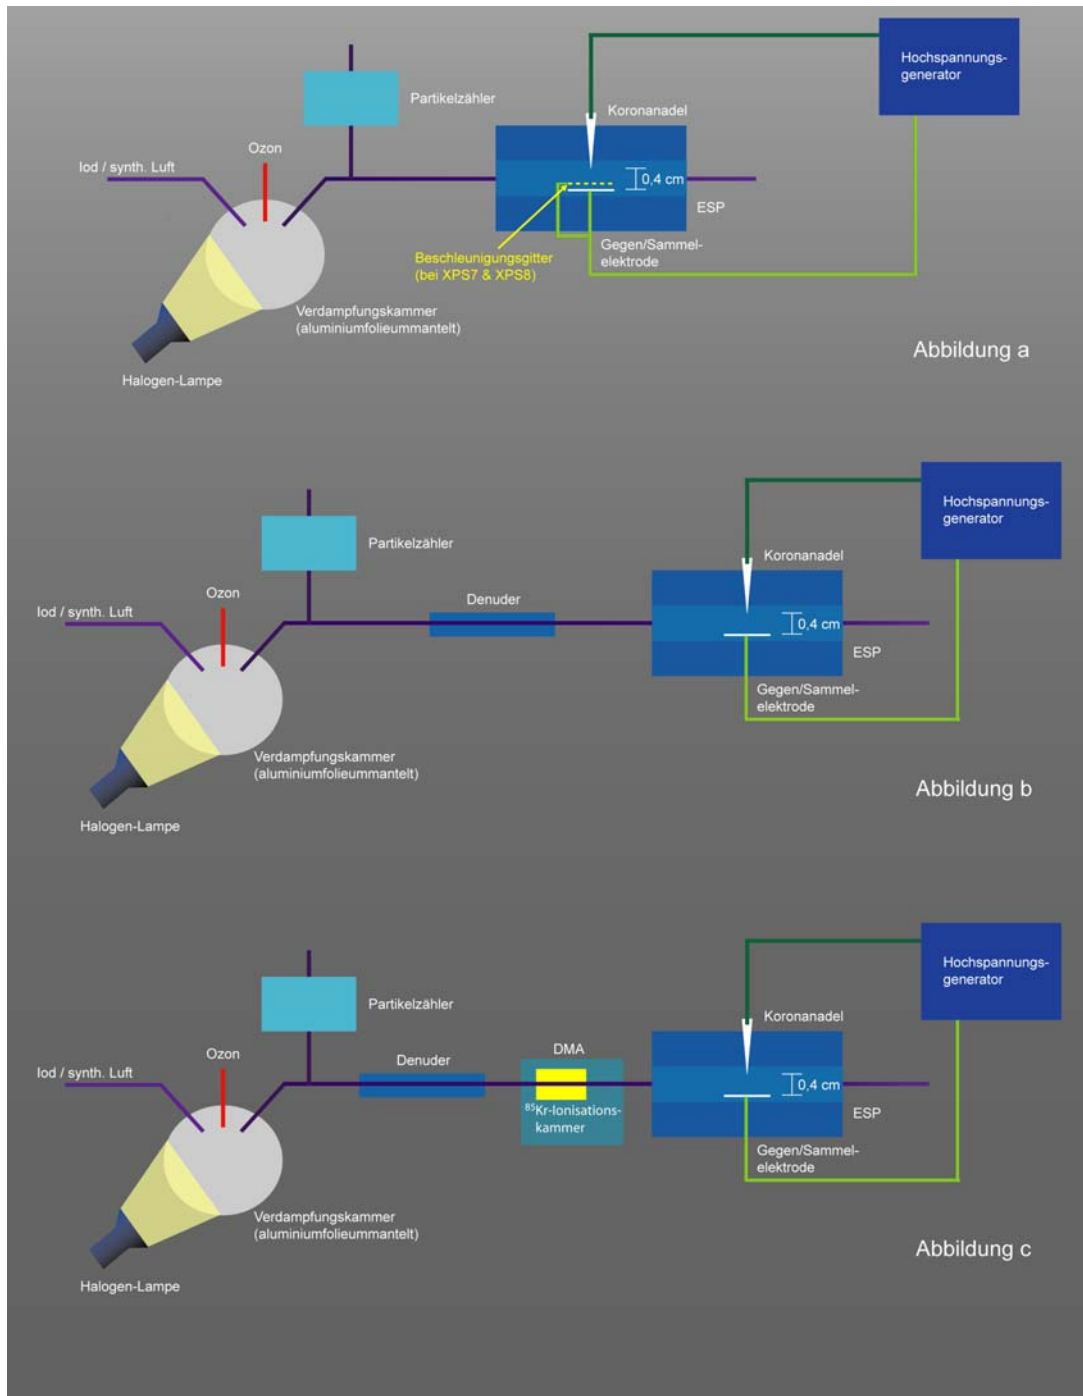 Hochspannungs-
generator
Partikelzähler
Koronanadel
Ozon
Iod / synth. Luft
0,4 cm
ESP
Gegen/Sammel-
elektrode
Beschleunigungsgitter
(bei XPS7 & XPS8)
Verdampfungskammer
(aluminiumfolieummantelt)
Abbildung a
Halogen-Lampe
Hochspannungs-
generator
Partikelzähler
Koronanadel
Ozon
Denuder
Iod / synth. Luft
0,4 cm
ESP
Gegen/Sammel-
elektrode
Verdampfungskammer
(aluminiumfolieummantelt)
Abbildung b
Halogen-Lampe
Hochspannungs-
generator
Partikelzähler
Koronanadel
DMA
Ozon
Denuder
Iod / synth. Luft
0,4 cm
85Kr-Ionisations-
kammer
ESP
Gegen/Sammel-
elektrode
Verdampfungskammer
(aluminiumfolieummantelt)
Abbildung c
Halogen-Lampe